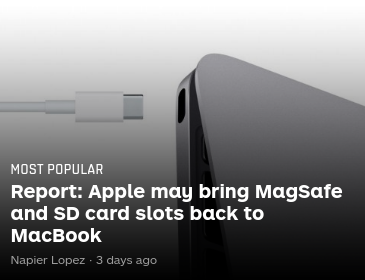 MOST POPULAR
Report: Apple may bring MagSafe
and SD card slots back to
MacBook
Napier Lopez · 3 days ago